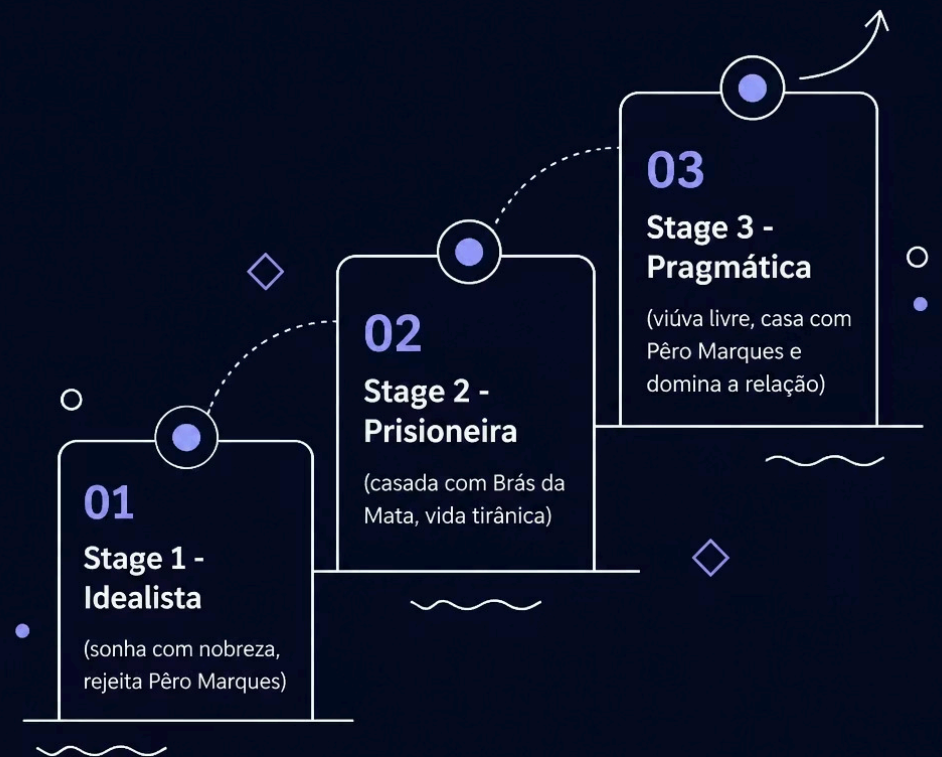 01
Stage 1 -
Idealista
(sonha com nobreza,
rejeita Pêro Marques)
02
Stage 2 -
Prisioneira
(casada com Brás da
Mata, vida tirânica)
03
Stage 3 -
Pragmática
(viúva livre, casa com
Pêro Marques e
domina a relação)